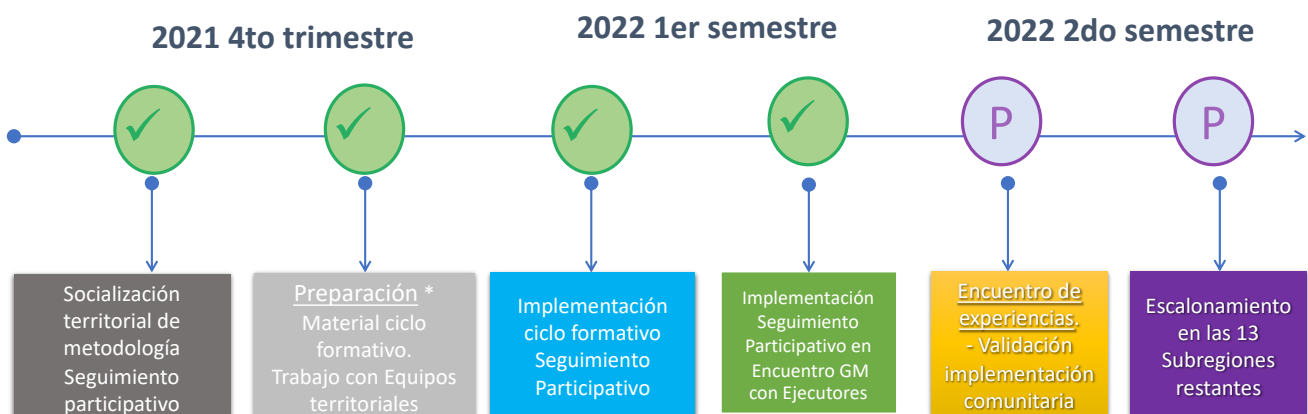 2021 4to trimestre
2022 1er semestre
2022 2do semestre
P
P
Socialización
territorial de
metodología
Seguimiento
participativo
Preparación *
Material ciclo
formativo.
Trabajo con Equipos
territoriales
Implementación
ciclo formativo
Seguimiento
Participativo
Implementación
Seguimiento
Participativo en
Encuentro GM
con Ejecutores
Encuentro de
experiencias.
- Validación
implementación
comunitaria
Escalonamiento
en las 13
Subregiones
restantes